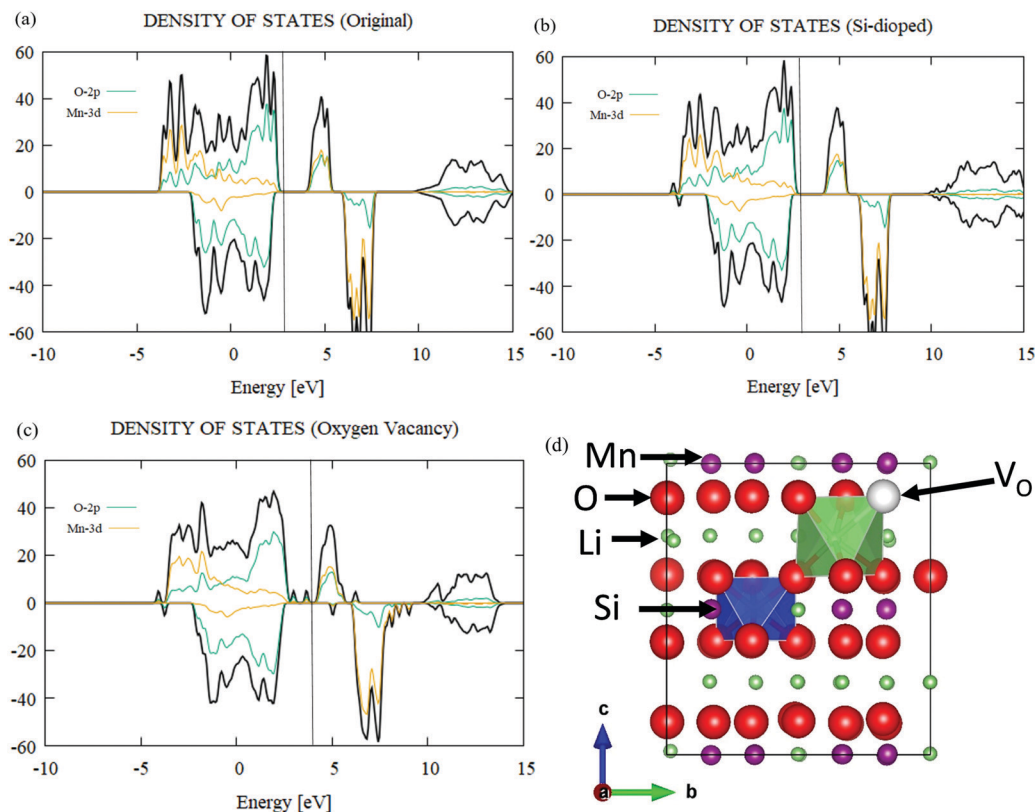 (a)
DENSITY OF STATES (Original)
60
40
20
0
-20
-40
-60
O-2p
Mn-3d
-10
-5
0
5
10
15
Energy [eV]
(b)
DENSITY OF STATES (Si-dioped)
60
40
20
0
-20
-40
-60
O-2p
Mn-3d
-10
-5
0
5
10
15
Energy [eV]
(c)
DENSITY OF STATES (Oxygen Vacancy)
60
40
20
0
-20
-40
-60
O-2p
Mn-3d
-10
-5
0
5
10
15
Energy [eV]
(d)
Mn
O
Li
Si
VO
c
a
b